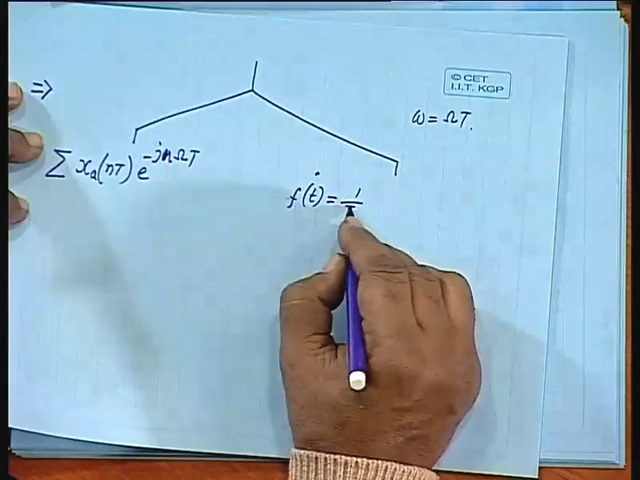 © CET
I.I.T. KGP
⇒
ω = ΩT.
∑ xₐ(nT) e^{-jnΩT}
f(t) = 1/T